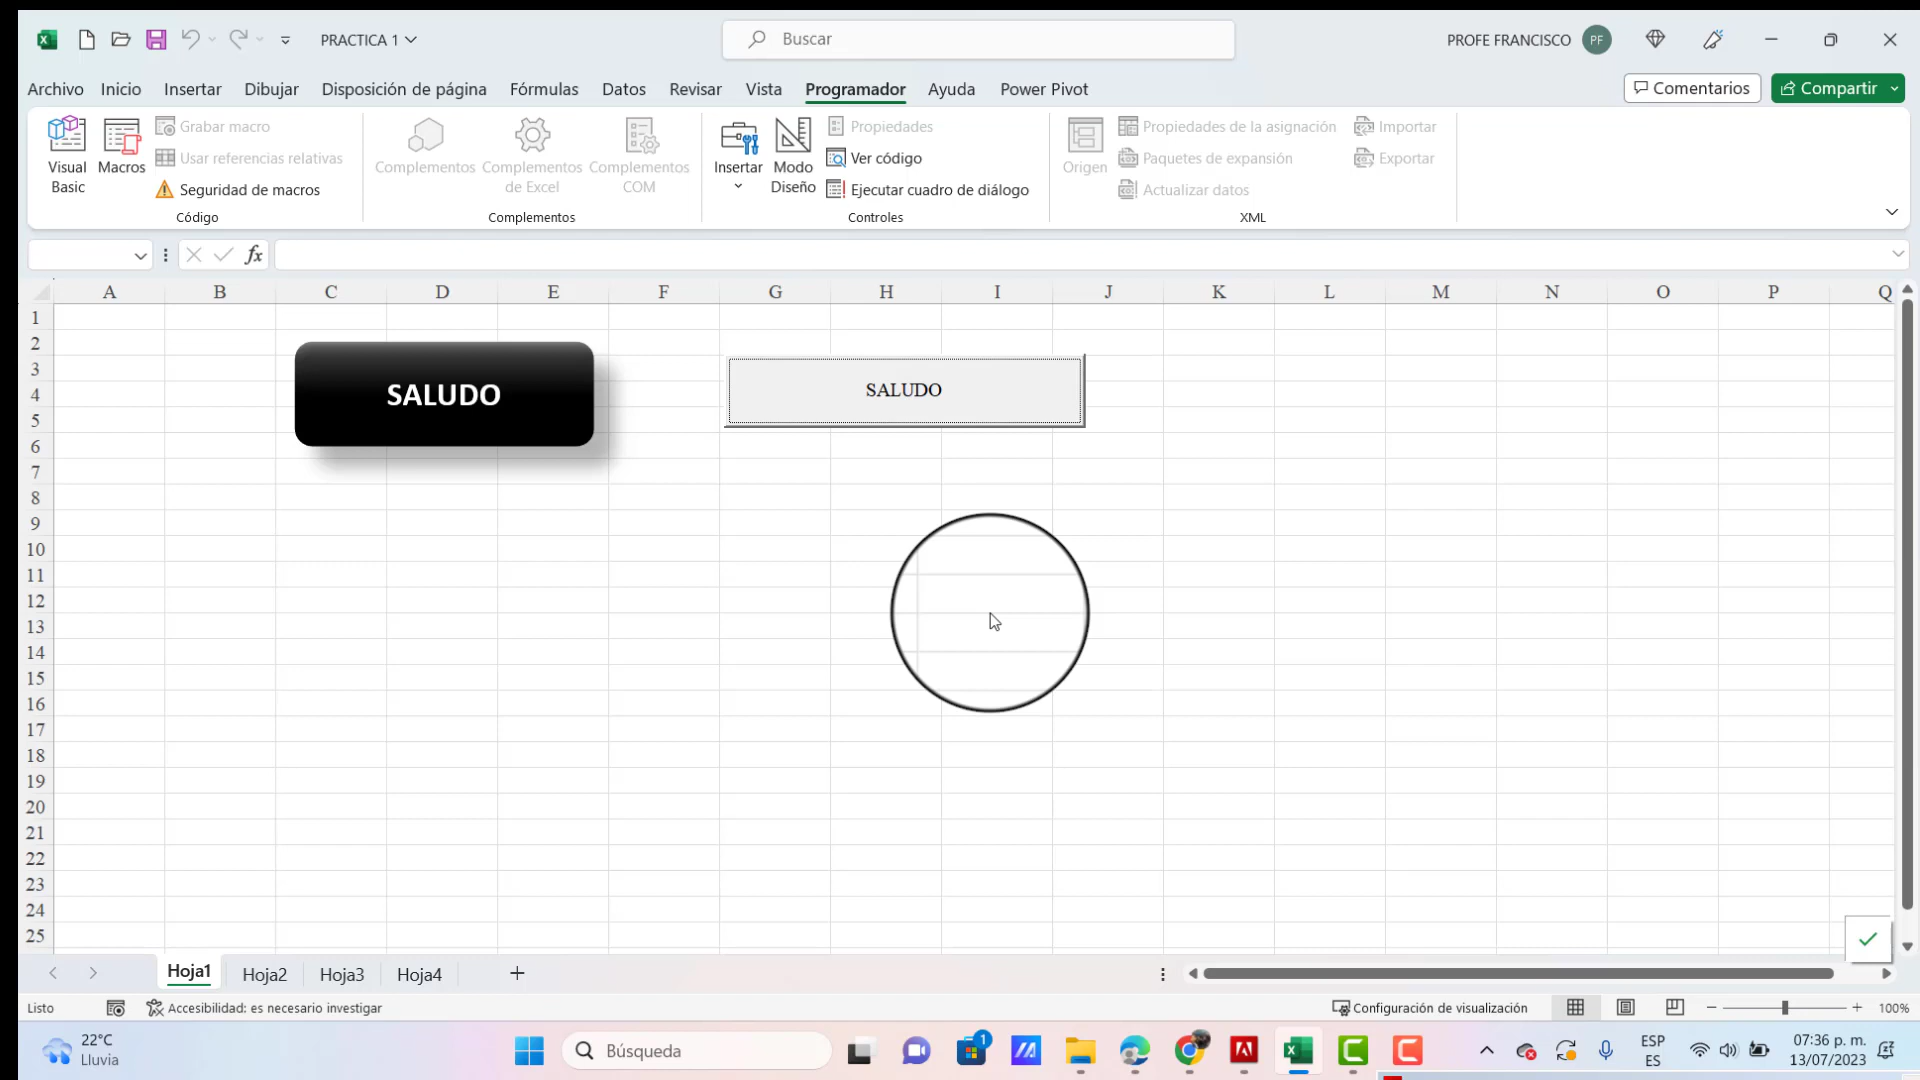 PRACTICA 1
Buscar
PROFE FRANCISCO PF
Archivo Inicio Insertar Dibujar Disposición de página Fórmulas Datos Revisar Vista Programador Ayuda Power Pivot Comentarios Compartir
Visual Basic
Macros
Grabar macro
Usar referencias relativas
Seguridad de macros
Código
Complementos
Complementos de Excel
Complementos COM
Complementos
Insertar
Modo Diseño
Propiedades
Ver código
Ejecutar cuadro de diálogo
Controles
Origen
Propiedades de la asignación
Paquetes de expansión
Actualizar datos
Importar
Exportar
XML
fx
A B C D E F G H I J K L M N O P Q
1
2
3
4
5
6
7
8
9
10
11
12
13
14
15
16
17
18
19
20
21
22
23
24
25
SALUDO
SALUDO
Hoja1 Hoja2 Hoja3 Hoja4
Listo Accesibilidad: es necesario investigar Configuración de visualización 100%
22°C
Lluvia
Búsqueda
1
ESP
ES
07:36 p. m.
13/07/2023